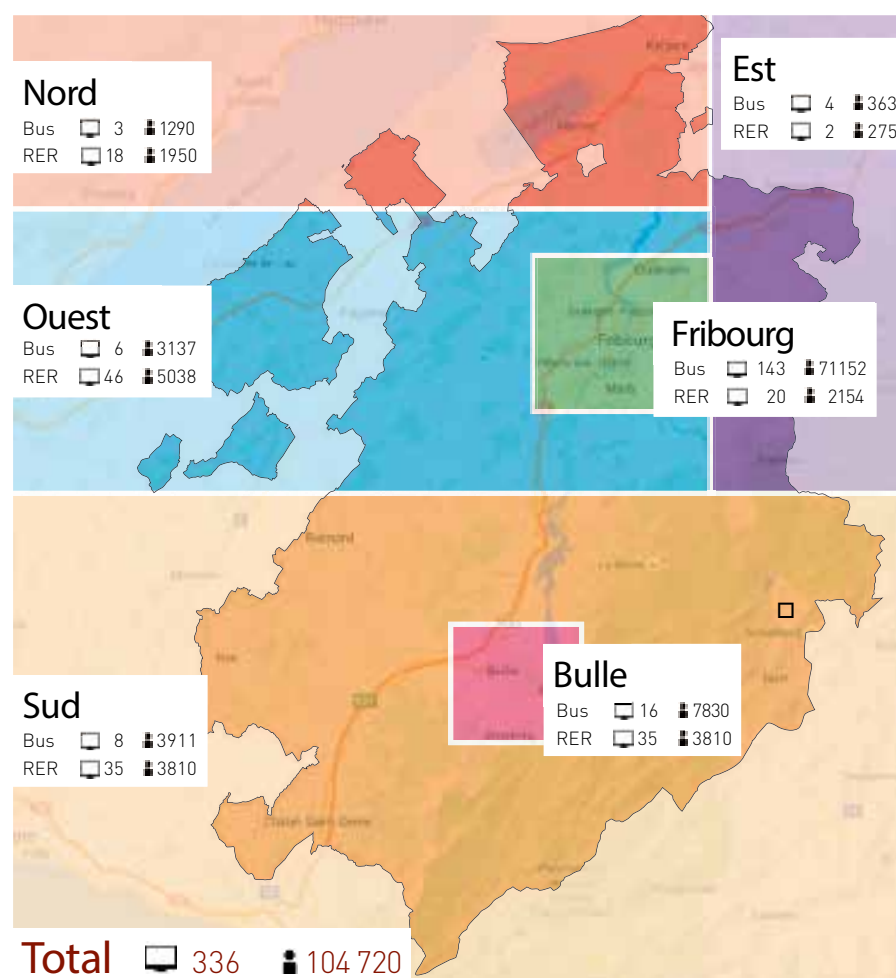 Nord
Bus 3 1290
RER 18 1950
Est
Bus 4 363
RER 2 275
Ouest
Bus 6 3137
RER 46 5038
Fribourg
Bus 143 71152
RER 20 2154
Sud
Bus 8 3911
RER 35 3810
Bulle
Bus 16 7830
RER 35 3810
Total 336 104 720